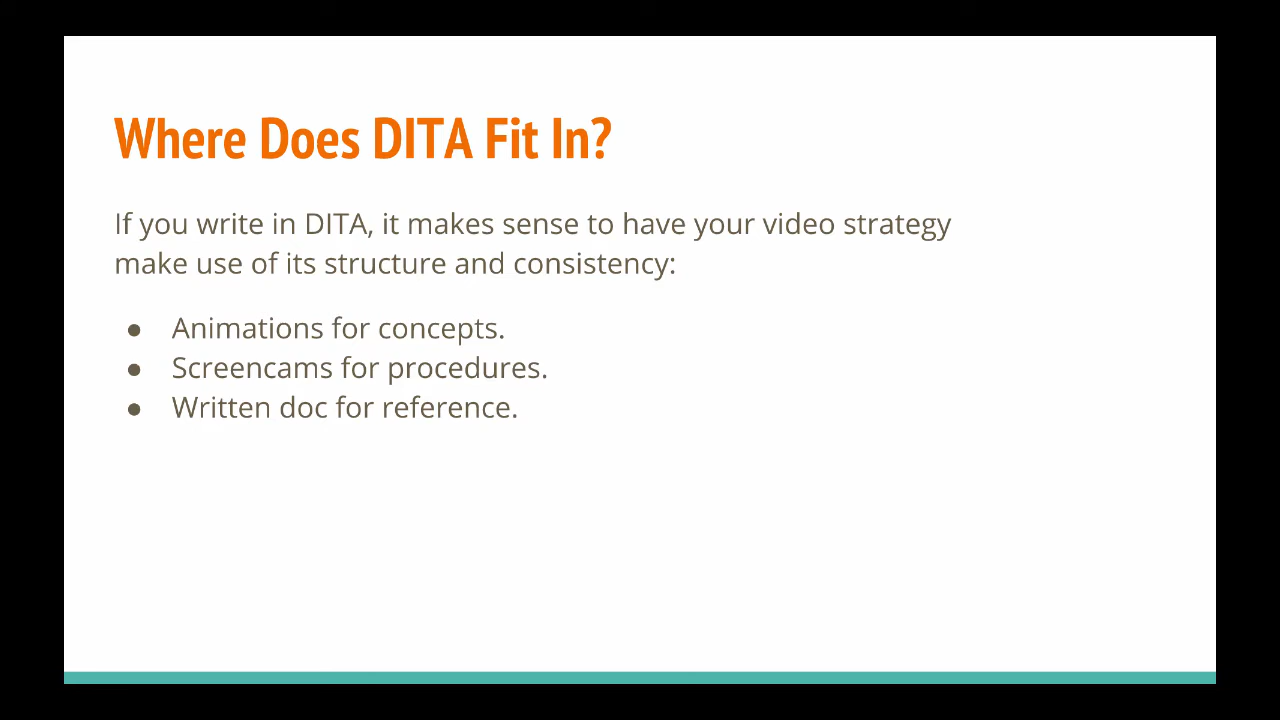 Where Does DITA Fit In?
If you write in DITA, it makes sense to have your video strategy
make use of its structure and consistency:
● Animations for concepts.
● Screencams for procedures.
● Written doc for reference.